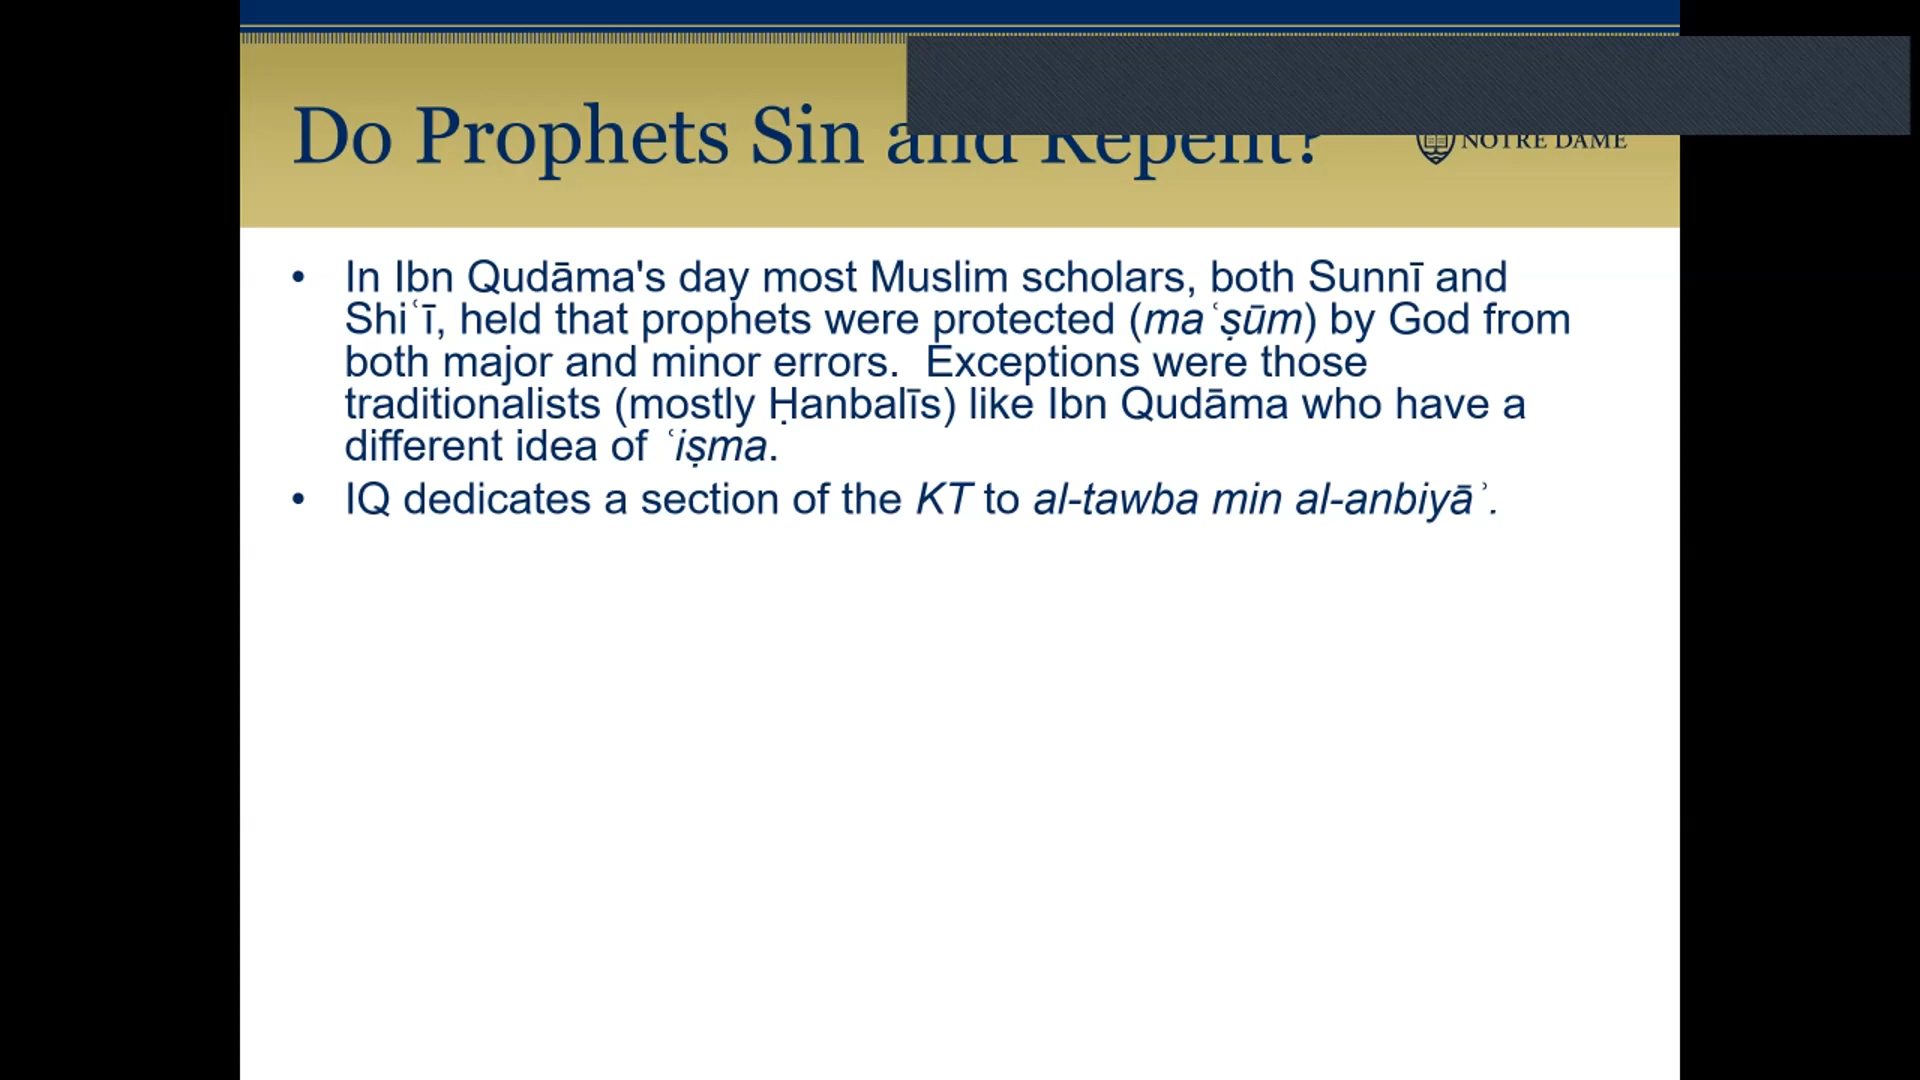 Do Prophets Sin and Repent?
NOTRE DAME
• In Ibn Qudāma's day most Muslim scholars, both Sunnī and
Shiʿī, held that prophets were protected (maʿṣūm) by God from
both major and minor errors.  Exceptions were those
traditionalists (mostly Ḥanbalīs) like Ibn Qudāma who have a
different idea of ʿiṣma.
• IQ dedicates a section of the KT to al-tawba min al-anbiyāʾ.